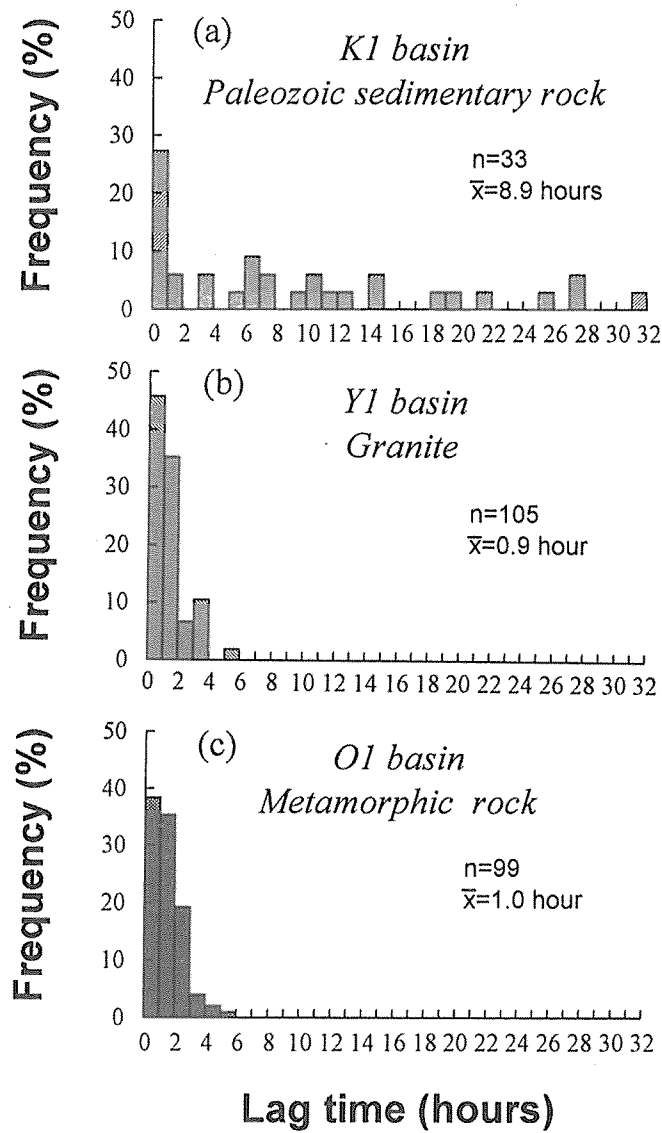 (a)
K1 basin
Paleozoic sedimentary rock
n=33
x̄=8.9 hours
Frequency (%)
50
40
30
20
10
0
0 2 4 6 8 10 12 14 16 18 20 22 24 26 28 30 32
(b)
Y1 basin
Granite
n=105
x̄=0.9 hour
Frequency (%)
50
40
30
20
10
0
0 2 4 6 8 10 12 14 16 18 20 22 24 26 28 30 32
(c)
O1 basin
Metamorphic rock
n=99
x̄=1.0 hour
Frequency (%)
50
40
30
20
10
0
0 2 4 6 8 10 12 14 16 18 20 22 24 26 28 30 32
Lag time (hours)